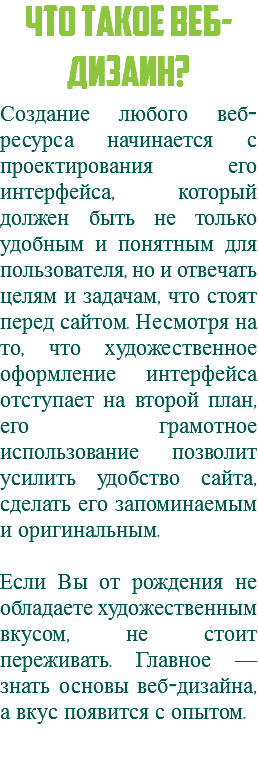 ЧТО ТАКОЕ ВЕБ-
ДИЗАИН?
Создание любого веб-
ресурса начинается с
проектирования его
интерфейса, который
должен быть не только
удобным и понятным для
пользователя, но и отвечать
целям и задачам, что стоят
перед сайтом. Несмотря на
то, что художественное
оформление интерфейса
отступает на второй план,
его грамотное
использование позволит
усилить удобство сайта,
сделать его запоминаемым
и оригинальным.
Если Вы от рождения не
обладаете художественным
вкусом, не стоит
переживать. Главное —
знать основы веб-дизайна,
а вкус появится с опытом.